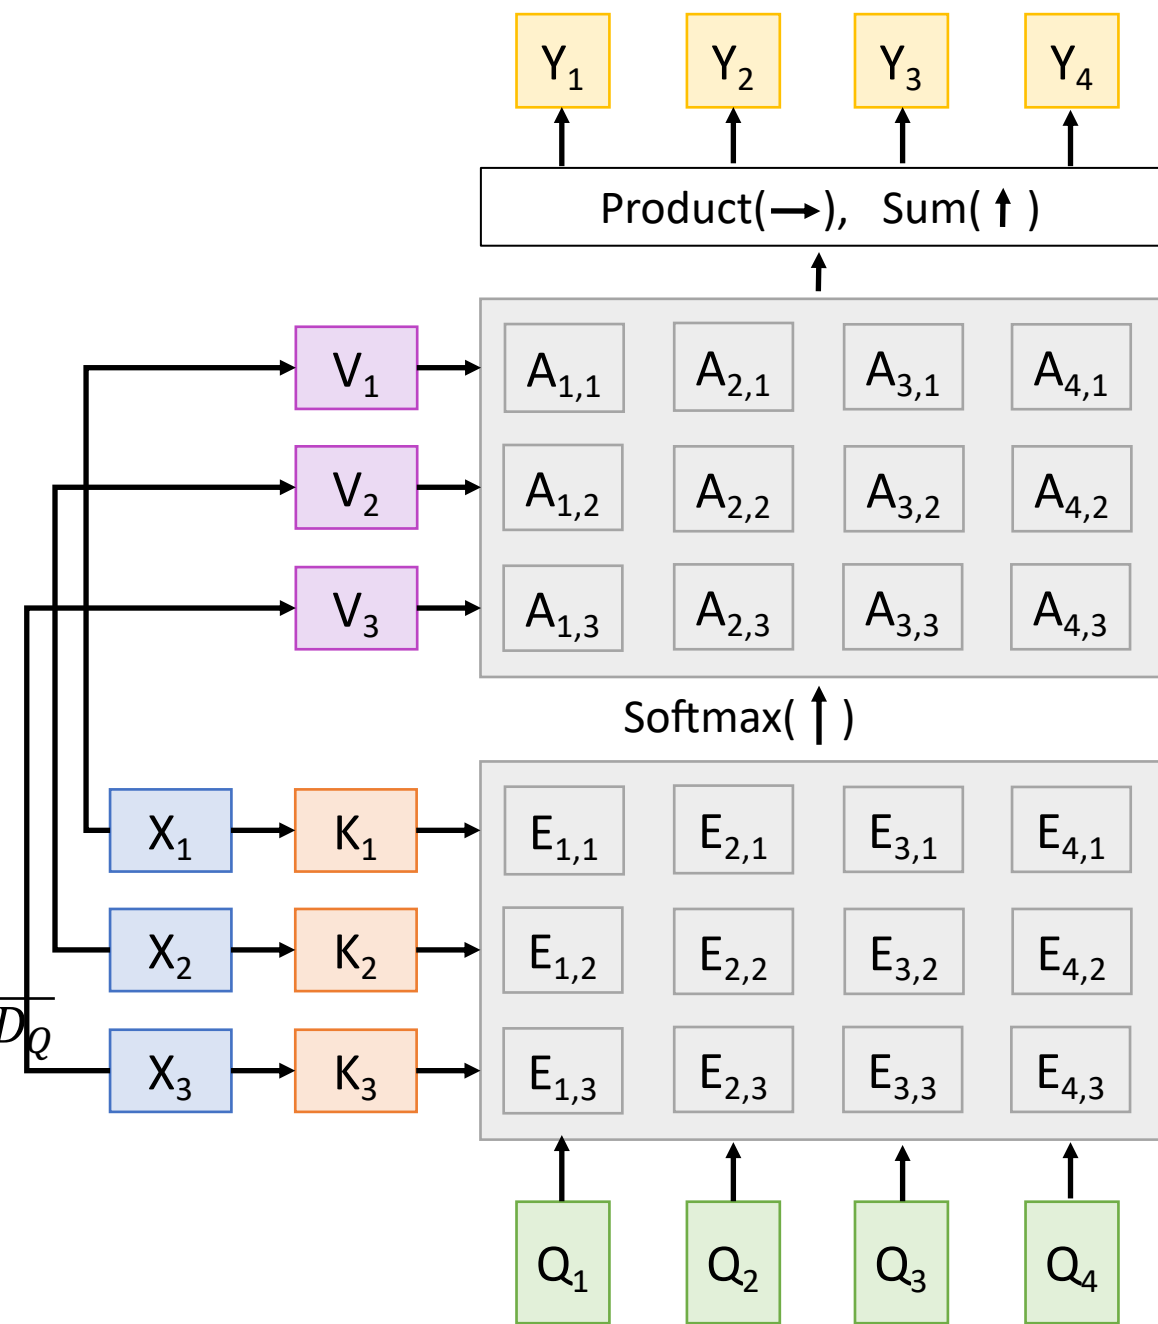 Y1 Y2 Y3 Y4
Product(→), Sum(↑)
V1 A1,1 A2,1 A3,1 A4,1
V2 A1,2 A2,2 A3,2 A4,2
V3 A1,3 A2,3 A3,3 A4,3
Softmax(↑)
X1 K1 E1,1 E2,1 E3,1 E4,1
X2 K2 E1,2 E2,2 E3,2 E4,2
DQ
X3 K3 E1,3 E2,3 E3,3 E4,3
Q1 Q2 Q3 Q4